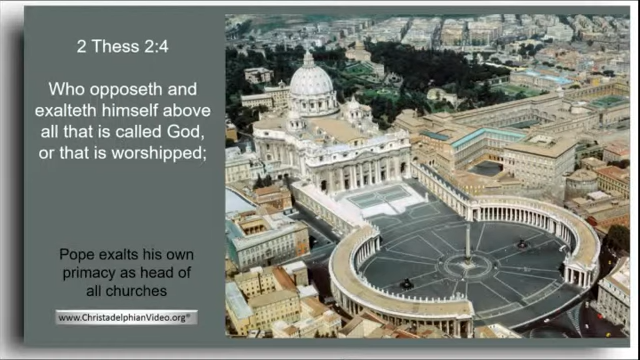 2 Thess 2:4
Who opposeth and
exalteth himself above
all that is called God,
or that is worshipped;
Pope exalts his own
primacy as head of
all churches
www.ChristadelphianVideo.org®